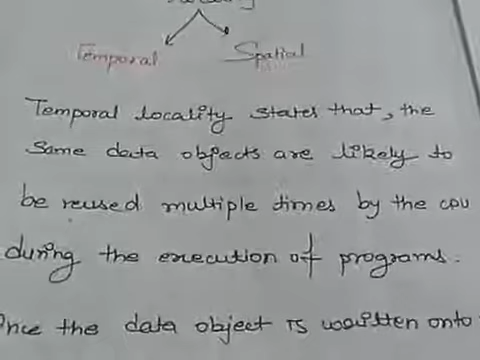 Temporal Spatial
Temporal locality states that, the
same data objects are likely to
be reused multiple times by the CPU
during the execution of programs.
Once the data object is written onto